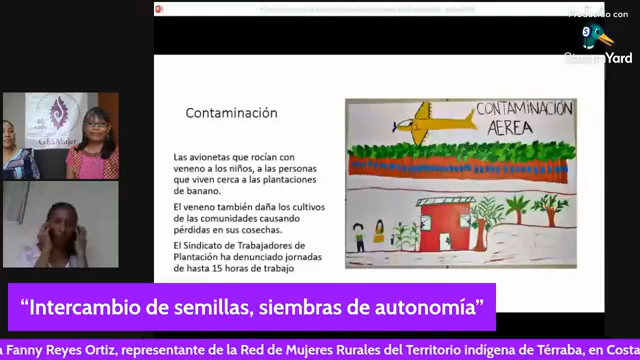 Producido con
StreamYard
40
AÑOS
GESMujer
Contaminación
CONTAMINACIÓN
AEREA
Las avionetas que rocían con
veneno a los niños, a las personas
que viven cerca a las plantaciones
de banano.
El veneno también daña los cultivos
de las comunidades causando
pérdidas en sus cosechas.
El Sindicato de Trabajadores de
Plantación ha denunciado jornadas
de hasta 15 horas de trabajo
“Intercambio de semillas, siembras de autonomía”
a Fanny Reyes Ortiz, representante de la Red de Mujeres Rurales del Territorio indígena de Térraba, en Costa